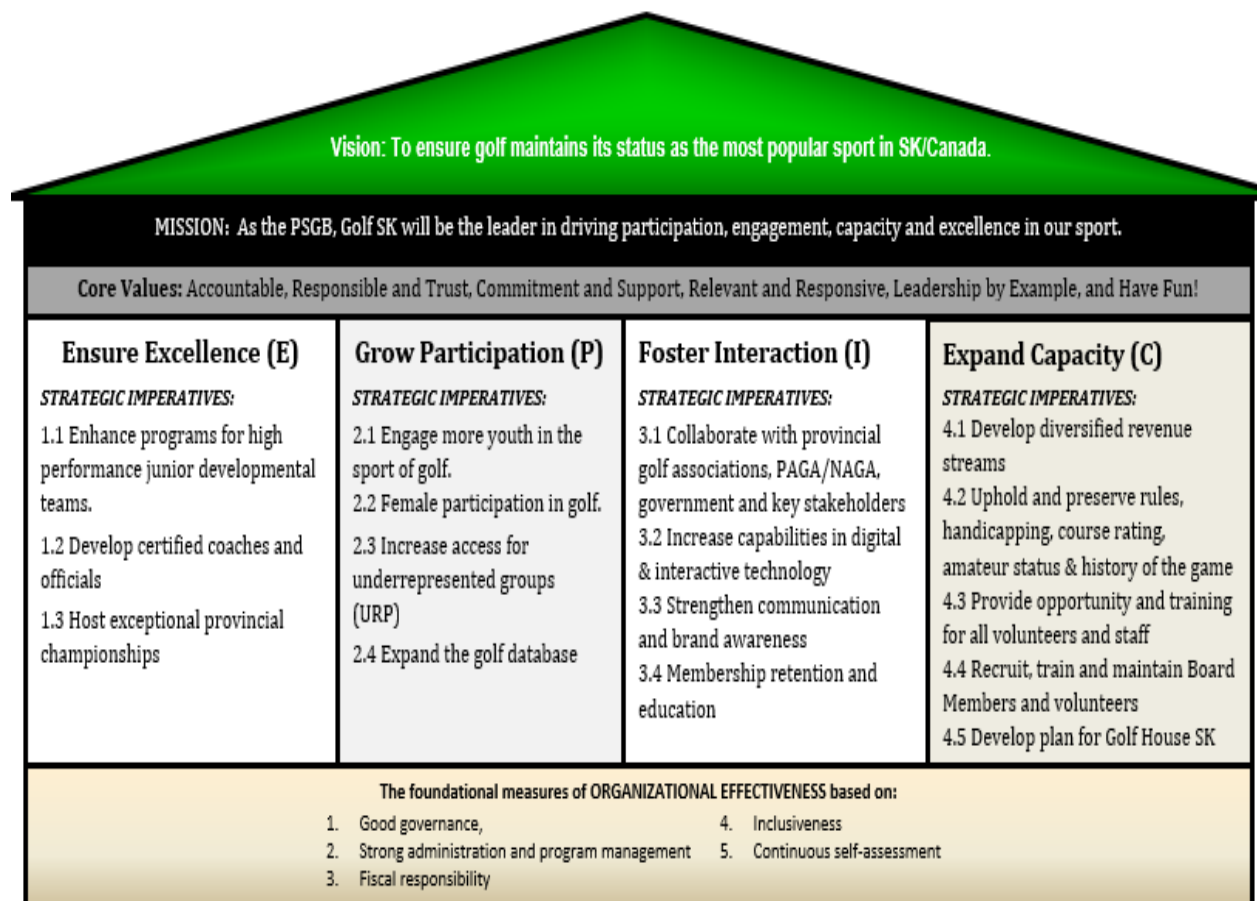 Vision: To ensure golf maintains its status as the most popular sport in SK/Canada.
MISSION: As the PSGB, Golf SK will be the leader in driving participation, engagement, capacity and excellence in our sport.
Core Values: Accountable, Responsible and Trust, Commitment and Support, Relevant and Responsive, Leadership by Example, and Have Fun!
Ensure Excellence (E)
STRATEGIC IMPERATIVES:
1.1 Enhance programs for high
performance junior developmental
teams.
1.2 Develop certified coaches and
officials
1.3 Host exceptional provincial
championships
Grow Participation (P)
STRATEGIC IMPERATIVES:
2.1 Engage more youth in the
sport of golf.
2.2 Female participation in golf.
2.3 Increase access for
underrepresented groups
(URP)
2.4 Expand the golf database
Foster Interaction (I)
STRATEGIC IMPERATIVES:
3.1 Collaborate with provincial
golf associations, PAGA/NAGA,
government and key stakeholders
3.2 Increase capabilities in digital
& interactive technology
3.3 Strengthen communication
and brand awareness
3.4 Membership retention and
education
Expand Capacity (C)
STRATEGIC IMPERATIVES:
4.1 Develop diversified revenue
streams
4.2 Uphold and preserve rules,
handicapping, course rating,
amateur status & history of the game
4.3 Provide opportunity and training
for all volunteers and staff
4.4 Recruit, train and maintain Board
Members and volunteers
4.5 Develop plan for Golf House SK
The foundational measures of ORGANIZATIONAL EFFECTIVENESS based on:
1. Good governance,
2. Strong administration and program management
3. Fiscal responsibility
4. Inclusiveness
5. Continuous self-assessment